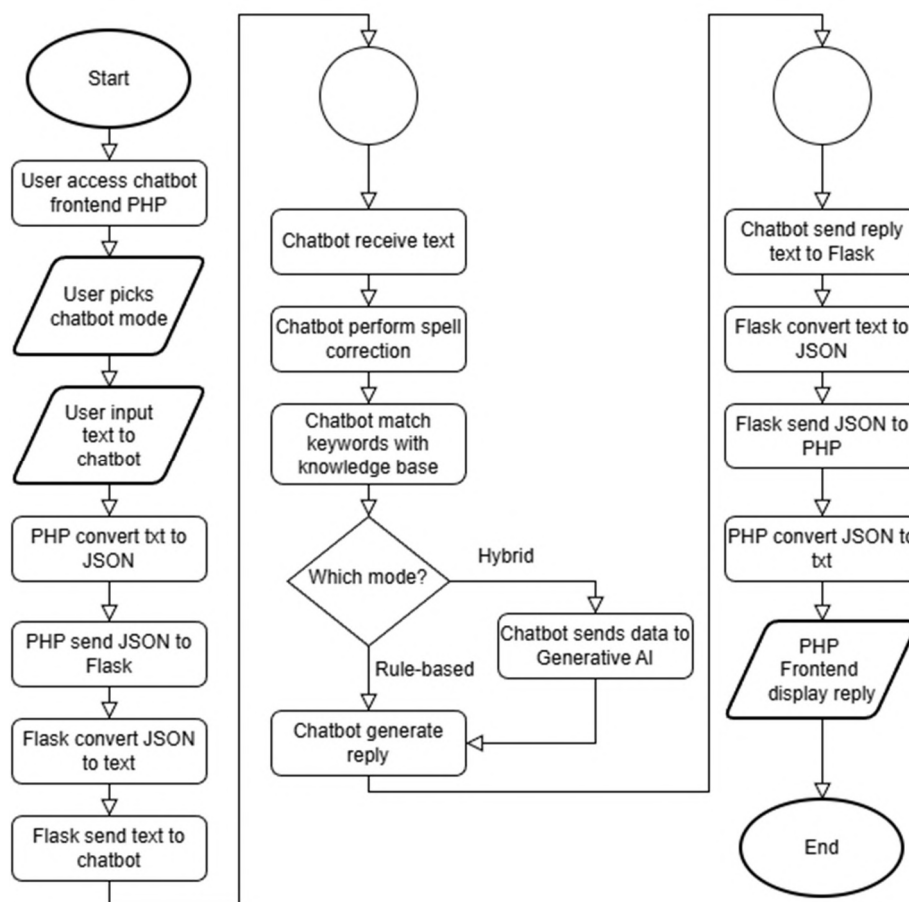 Start
User access chatbot
frontend PHP
User picks
chatbot mode
User input
text to
chatbot
PHP convert txt to
JSON
PHP send JSON to
Flask
Flask convert JSON
to text
Flask send text to
chatbot
Chatbot receive text
Chatbot perform spell
correction
Chatbot match
keywords with
knowledge base
Which mode?
Hybrid
Chatbot sends data to
Generative AI
Rule-based
Chatbot generate
reply
Chatbot send reply
text to Flask
Flask convert text to
JSON
Flask send JSON to
PHP
PHP convert JSON to
txt
PHP
Frontend
display reply
End